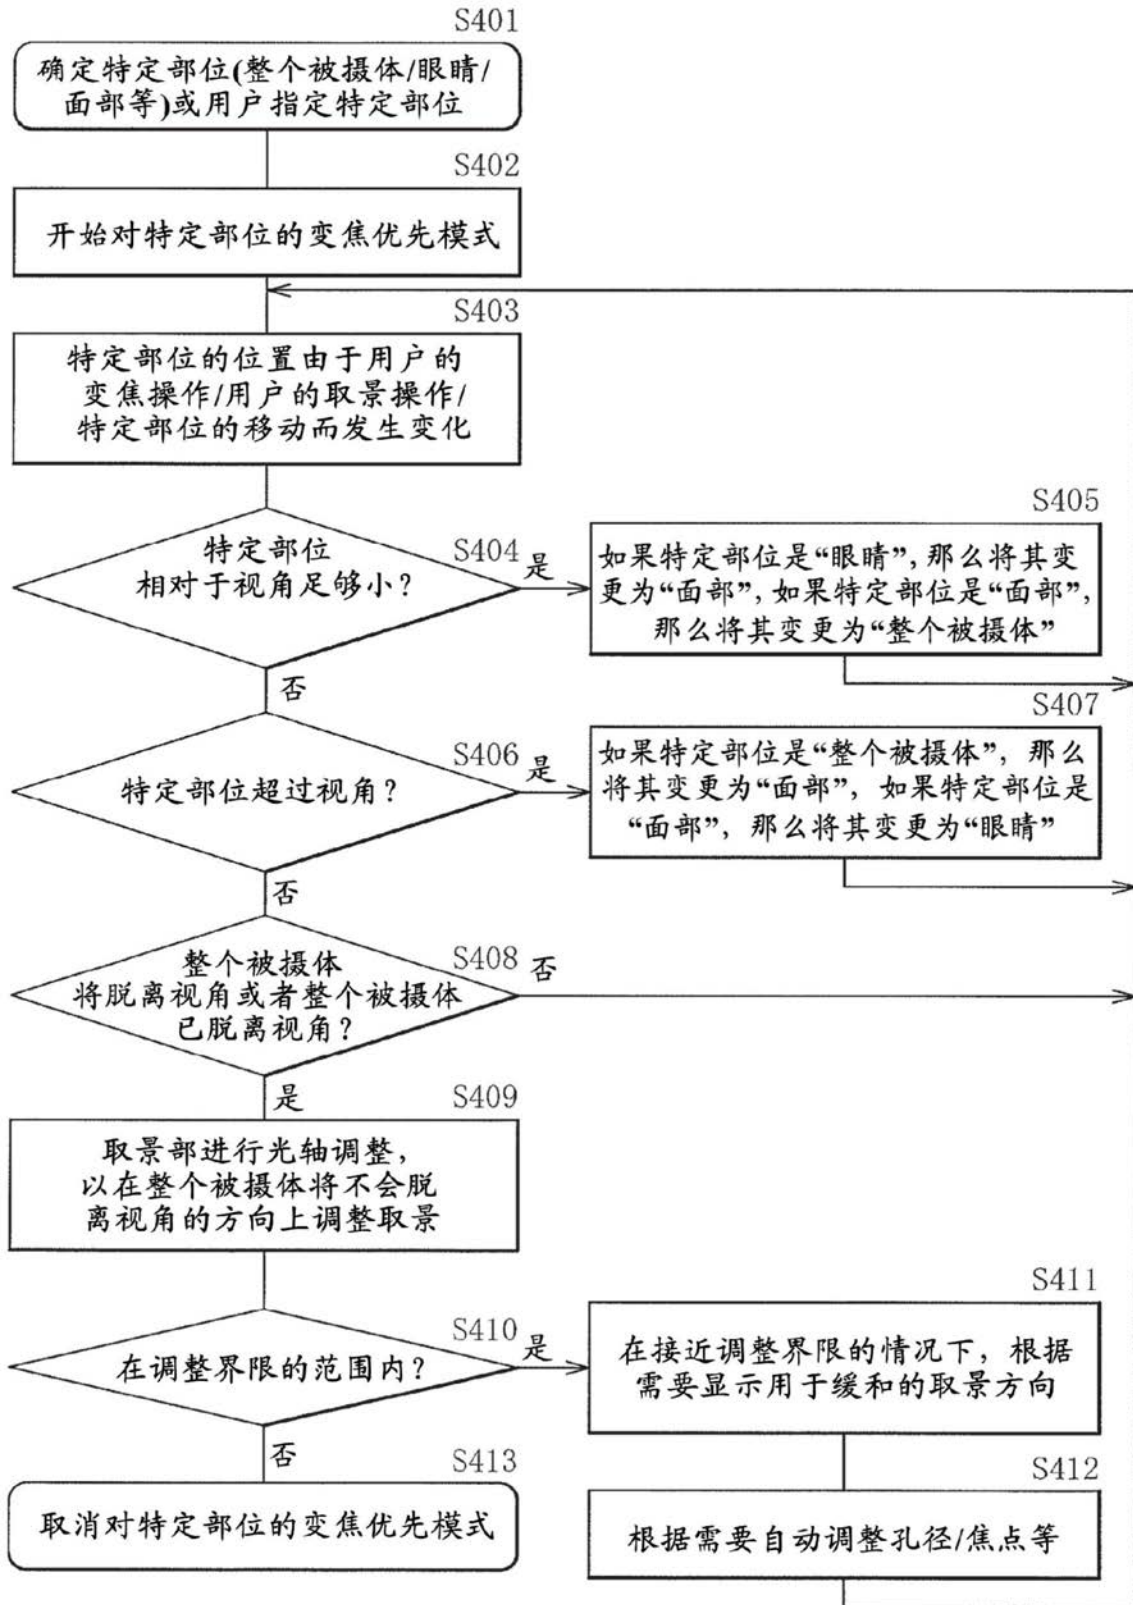 S401
确定特定部位(整个被摄体/眼睛/
面部等)或用户指定特定部位
S402
开始对特定部位的变焦优先模式
S403
特定部位的位置由于用户的
变焦操作/用户的取景操作/
特定部位的移动而发生变化
特定部位
相对于视角足够小？
S404
是
否
S405
如果特定部位是“眼睛”，那么将其变
更为“面部”，如果特定部位是“面部”，
那么将其变更为“整个被摄体”
特定部位超过视角？
S406
是
否
S407
如果特定部位是“整个被摄体”，那么
将其变更为“面部”，如果特定部位是
“面部”，那么将其变更为“眼睛”
整个被摄体
将脱离视角或者整个被摄体
已脱离视角？
S408
否
是
S409
取景部进行光轴调整，
以在整个被摄体将不会脱
离视角的方向上调整取景
在调整界限的范围内？
S410
是
否
S411
在接近调整界限的情况下，根据
需要显示用于缓和的取景方向
S412
根据需要自动调整孔径/焦点等
S413
取消对特定部位的变焦优先模式